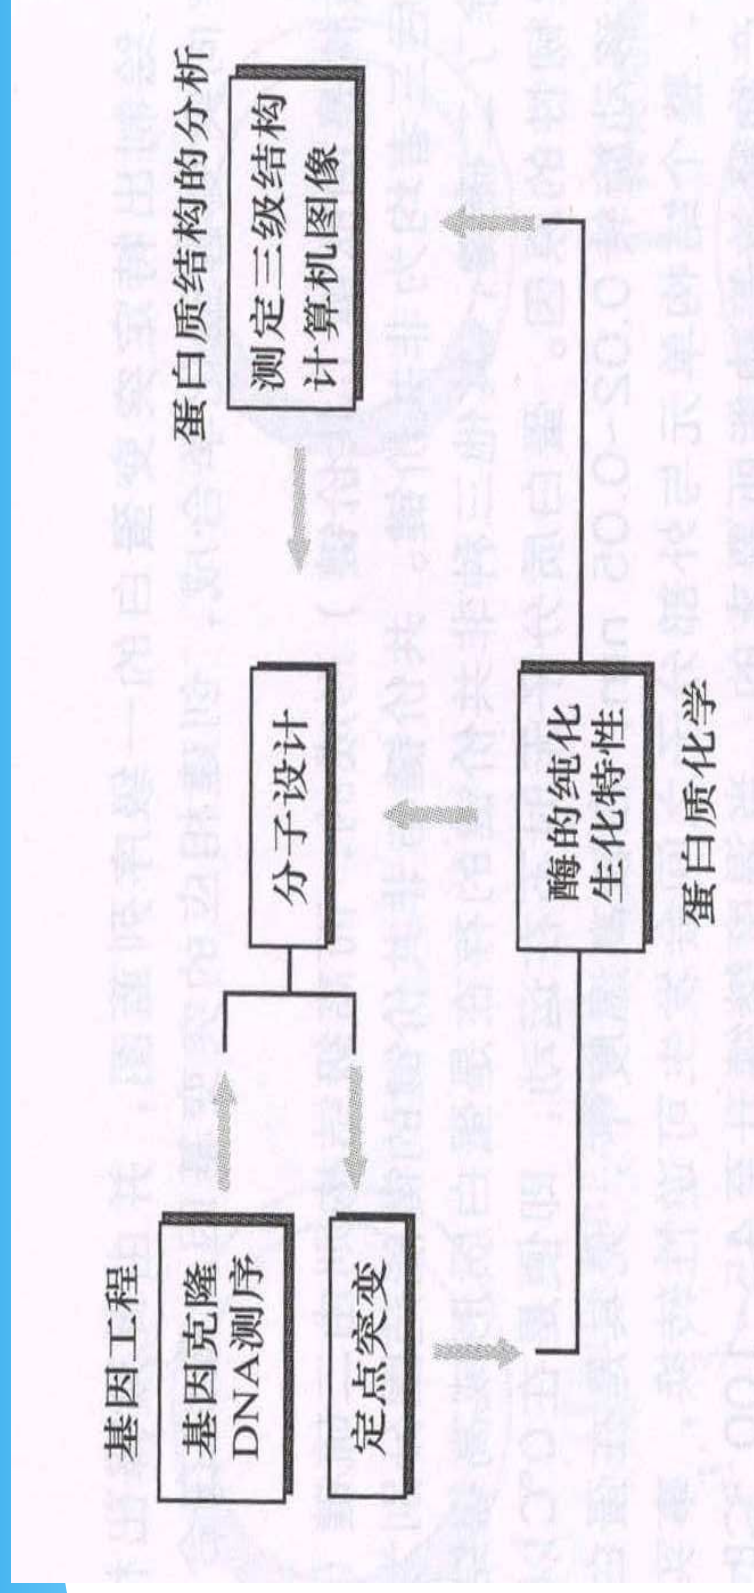 基因工程
基因克隆
DNA测序
定点突变
分子设计
蛋白质结构的分析
测定三级结构
计算机图像
酶的纯化
生化特性
蛋白质化学